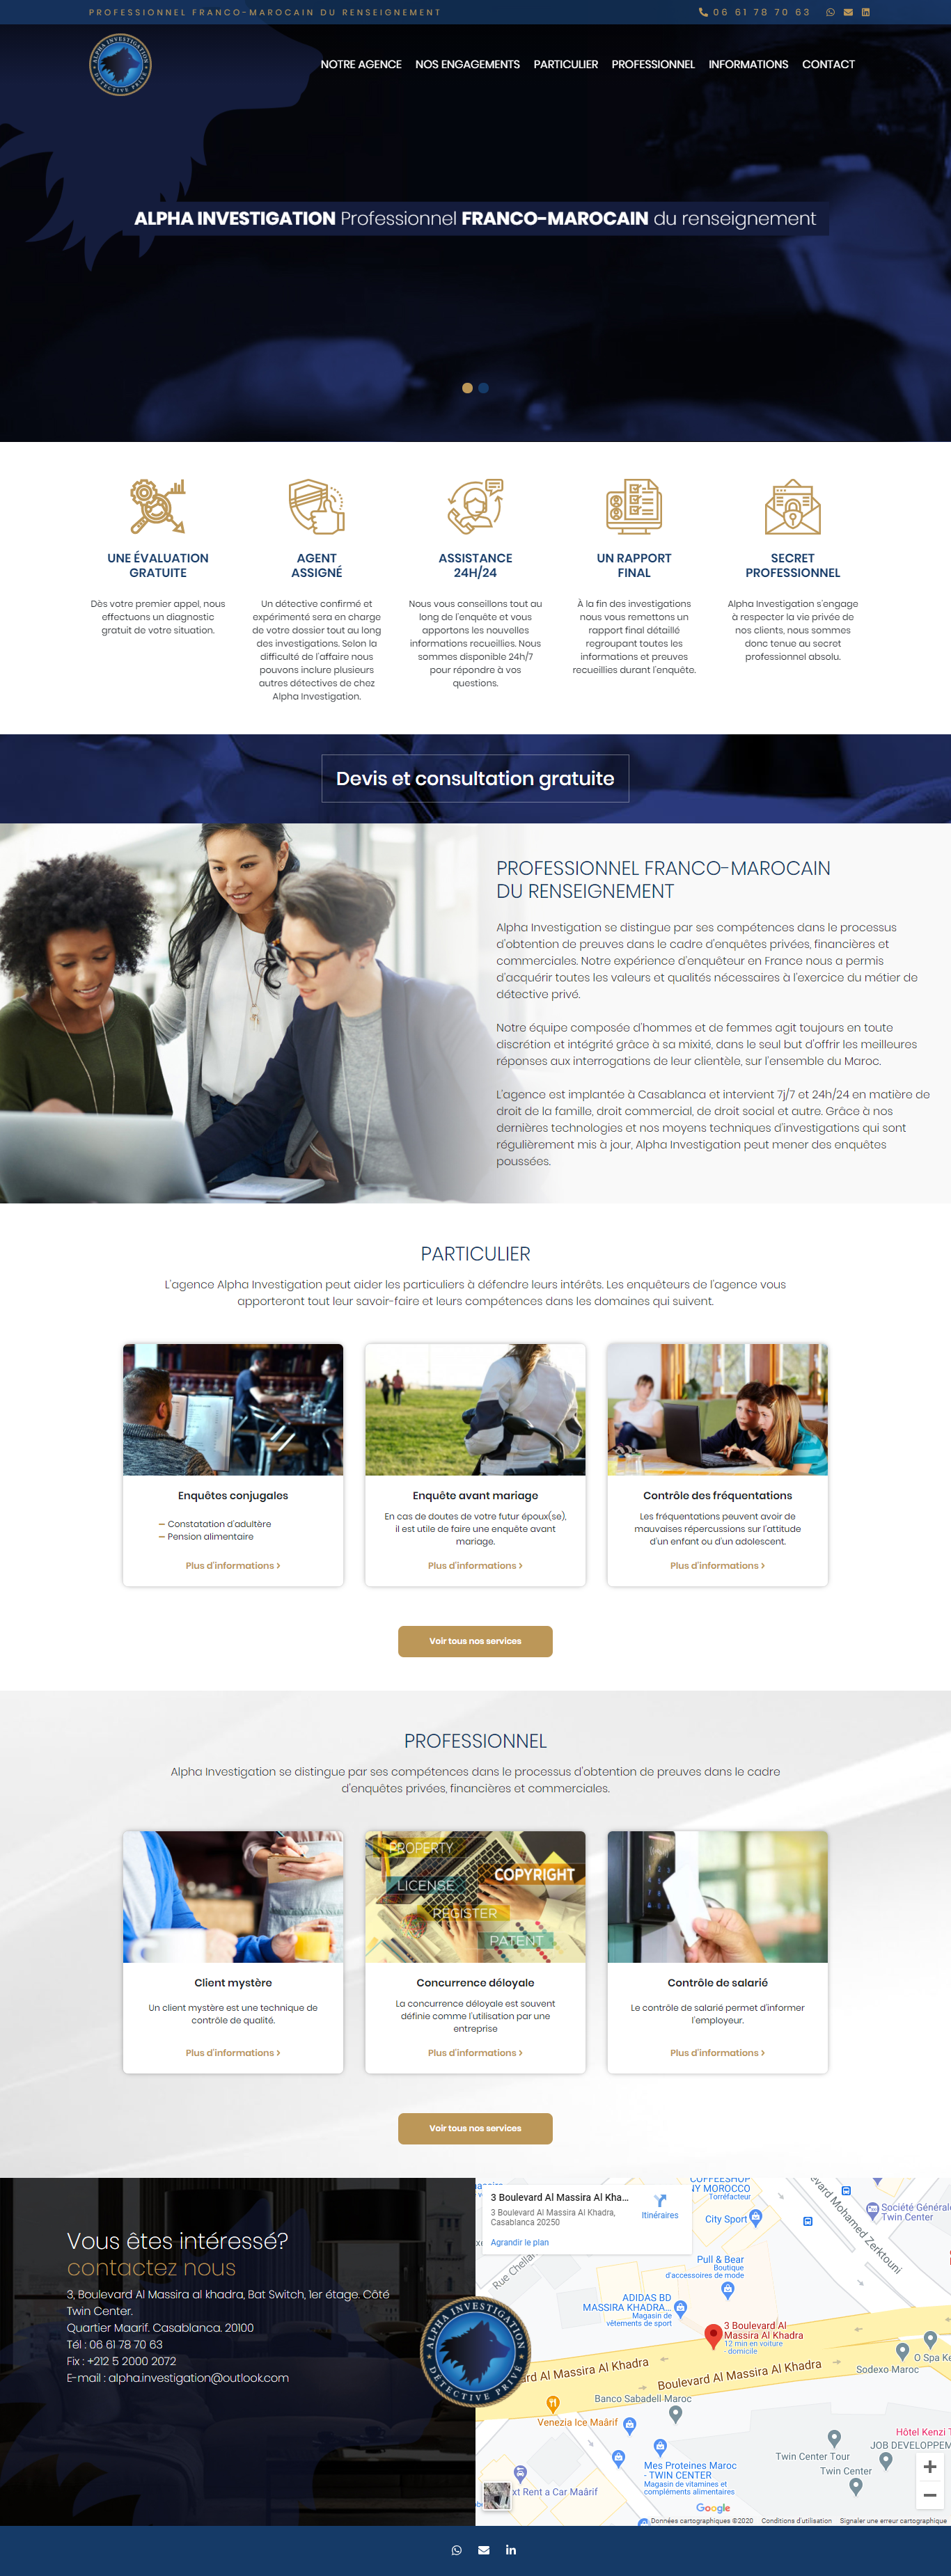 PROFESSIONNEL FRANCO-MAROCAIN DU RENSEIGNEMENT
06 61 78 70 63
ALPHA INVESTIGATION
DÉTECTIVE PRIVÉ
NOTRE AGENCE
NOS ENGAGEMENTS
PARTICULIER
PROFESSIONNEL
INFORMATIONS
CONTACT
ALPHA INVESTIGATION Professionnel FRANCO-MAROCAIN du renseignement
UNE ÉVALUATION
GRATUITE
Dès votre premier appel, nous
effectuons un diagnostic
gratuit de votre situation.
AGENT
ASSIGNÉ
Un détective confirmé et
expérimenté sera en charge
de votre dossier tout au long
des investigations. Selon la
difficulté de l'affaire nous
pouvons inclure plusieurs
autres détectives de chez
Alpha Investigation.
ASSISTANCE
24H/24
Nous vous conseillons tout au
long de l'enquête et vous
apportons les nouvelles
informations recueillies. Nous
sommes disponible 24h/7
pour répondre à vos
questions.
UN RAPPORT
FINAL
À la fin des investigations
nous vous remettons un
rapport final détaillé
regroupant toutes les
informations et preuves
recueillies durant l'enquête.
SECRET
PROFESSIONNEL
Alpha Investigation s'engage
à respecter la vie privée de
nos clients, nous sommes
donc tenue au secret
professionnel absolu.
Devis et consultation gratuite
PROFESSIONNEL FRANCO-MAROCAIN
DU RENSEIGNEMENT
Alpha Investigation se distingue par ses compétences dans le processus
d'obtention de preuves dans le cadre d'enquêtes privées, financières et
commerciales. Notre expérience d'enquêteur en France nous a permis
d'acquérir toutes les valeurs et qualités nécessaires à l'exercice du métier de
détective privé.
Notre équipe composée d'hommes et de femmes agit toujours en toute
discrétion et intégrité grâce à sa mixité, dans le seul but d'offrir les meilleures
réponses aux interrogations de leur clientèle, sur l'ensemble du Maroc.
L'agence est implantée à Casablanca et intervient 7j/7 et 24h/24 en matière de
droit de la famille, droit commercial, de droit social et autre. Grâce à nos
dernières technologies et nos moyens techniques d'investigations qui sont
régulièrement mis à jour, Alpha Investigation peut mener des enquêtes
poussées.
PARTICULIER
L'agence Alpha Investigation peut aider les particuliers à défendre leurs intérêts. Les enquêteurs de l'agence vous
apporteront tout leur savoir-faire et leurs compétences dans les domaines qui suivent.
Enquêtes conjugales
– Constatation d'adultère
– Pension alimentaire
Plus d'informations ›
Enquête avant mariage
En cas de doutes de votre futur époux(se),
il est utile de faire une enquête avant
mariage.
Plus d'informations ›
Contrôle des fréquentations
Les fréquentations peuvent avoir de
mauvaises répercussions sur l'attitude
d'un enfant ou d'un adolescent.
Plus d'informations ›
Voir tous nos services
PROFESSIONNEL
Alpha Investigation se distingue par ses compétences dans le processus d'obtention de preuves dans le cadre
d'enquêtes privées, financières et commerciales.
PROPERTY
COPYRIGHT
LICENSE
REGISTER
PATENT
Client mystère
Un client mystère est une technique de
contrôle de qualité.
Plus d'informations ›
Concurrence déloyale
La concurrence déloyale est souvent
définie comme l'utilisation par une
entreprise
Plus d'informations ›
Contrôle de salarié
Le contrôle de salarié permet d'informer
l'employeur.
Plus d'informations ›
Voir tous nos services
Vous êtes intéressé?
contactez nous
3, Boulevard Al Massira al khadra, Bat Switch, 1er étage. Côté
Twin Center.
Quartier Maarif. Casablanca. 20100
Tél : 06 61 78 70 63
Fix : +212 5 2000 2072
E-mail : alpha.investigation@outlook.com
ALPHA INVESTIGATION
DÉTECTIVE PRIVÉ
3 Boulevard Al Massira Al Kha...
3 Boulevard Al Massira Al Khadra,
Casablanca 20250
Itinéraires
Agrandir le plan
COFFEESHOP
NY MOROCCO
Torréfacteur
City Sport
Boulevard Mohamed Zerktouni
Société Général
Twin Center
Rue Chella
Pull & Bear
Boutique
d'accessoires de mode
ADIDAS BD
MASSIRA KHADRA...
Magasin de
vêtements de sport
3 Boulevard Al
Massira Al Khadra
12 min en voiture
- domicile
O Spa Ke
Sodexo Maroc
ard Al Massira Al Khadra
Boulevard Al Massira Al Khadra
Banco Sabadell Maroc
Venezia Ice Maârif
Hôtel Kenzi T
JOB DEVELOPPEM
Twin Center Tour
Twin Center
Mes Proteines Maroc
- TWIN CENTER
Magasin de vitamines et
compléments alimentaires
xt Rent a Car Maârif
Google
Données cartographiques ©2020
Conditions d'utilisation
Signaler une erreur cartographique